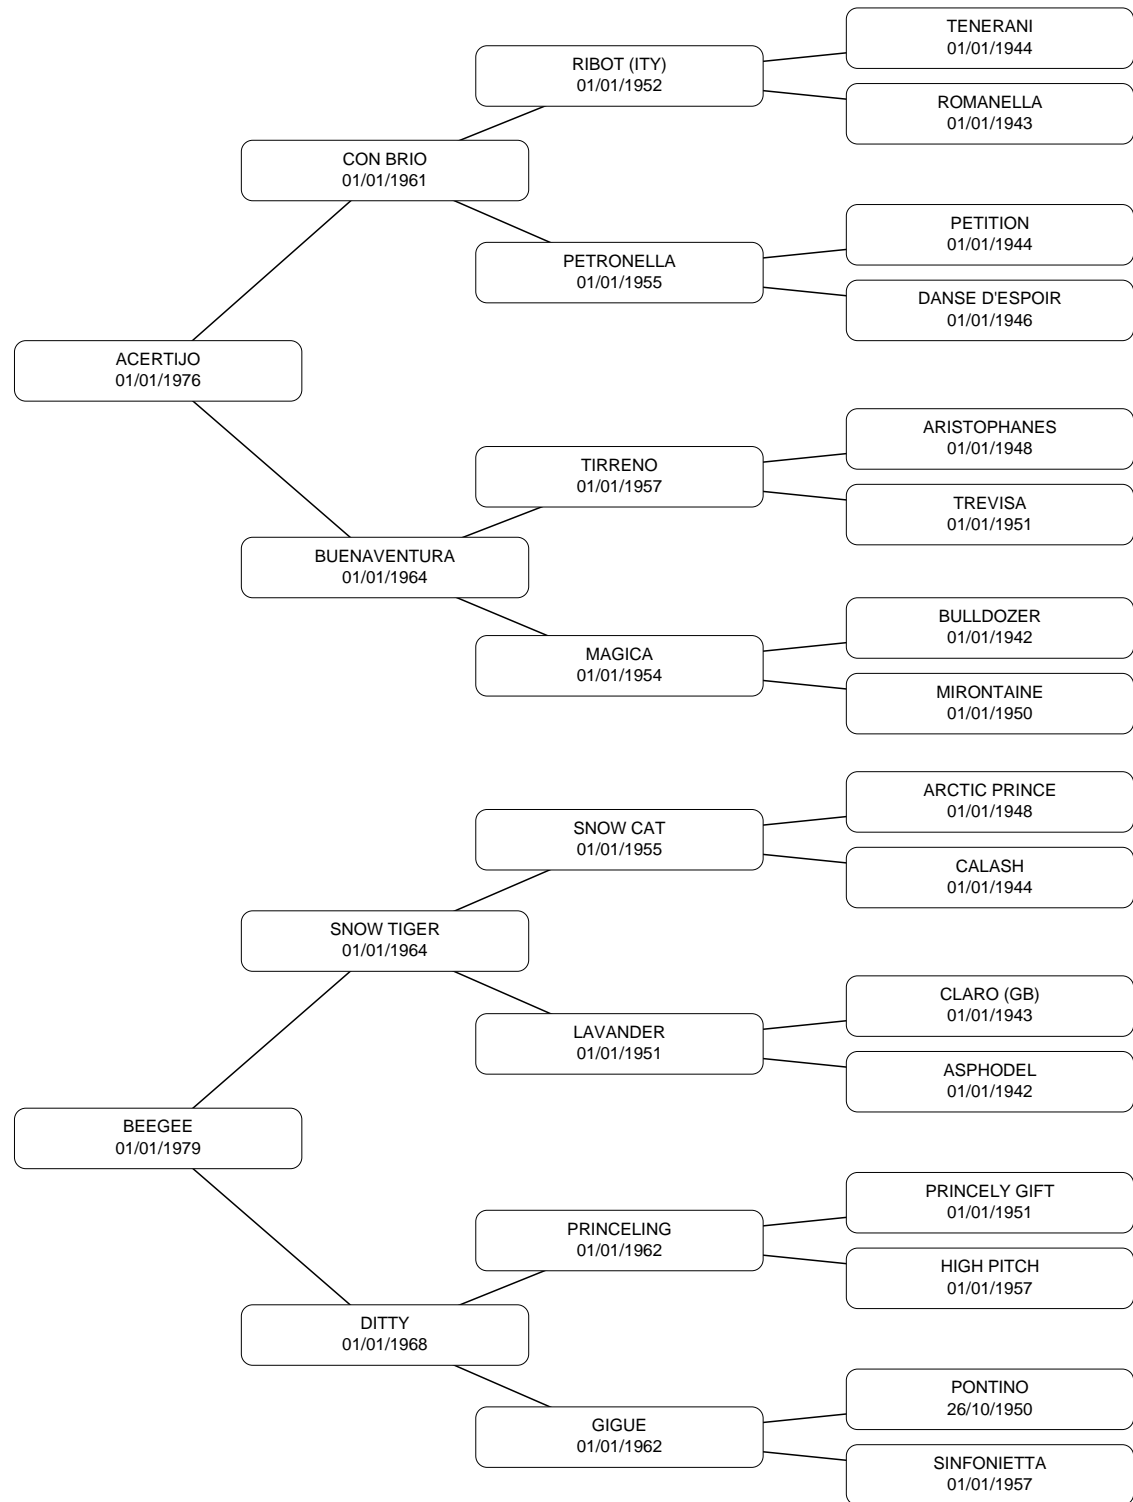 TENERANI
01/01/1944
RIBOT (ITY)
01/01/1952
ROMANELLA
01/01/1943
CON BRIO
01/01/1961
PETITION
01/01/1944
PETRONELLA
01/01/1955
DANSE D'ESPOIR
01/01/1946
ACERTIJO
01/01/1976
ARISTOPHANES
01/01/1948
TIRRENO
01/01/1957
TREVISA
01/01/1951
BUENAVENTURA
01/01/1964
BULLDOZER
01/01/1942
MAGICA
01/01/1954
MIRONTAINE
01/01/1950
ARCTIC PRINCE
01/01/1948
SNOW CAT
01/01/1955
CALASH
01/01/1944
SNOW TIGER
01/01/1964
CLARO (GB)
01/01/1943
LAVANDER
01/01/1951
ASPHODEL
01/01/1942
BEEGEE
01/01/1979
PRINCELY GIFT
01/01/1951
PRINCELING
01/01/1962
HIGH PITCH
01/01/1957
DITTY
01/01/1968
PONTINO
26/10/1950
GIGUE
01/01/1962
SINFONIETTA
01/01/1957